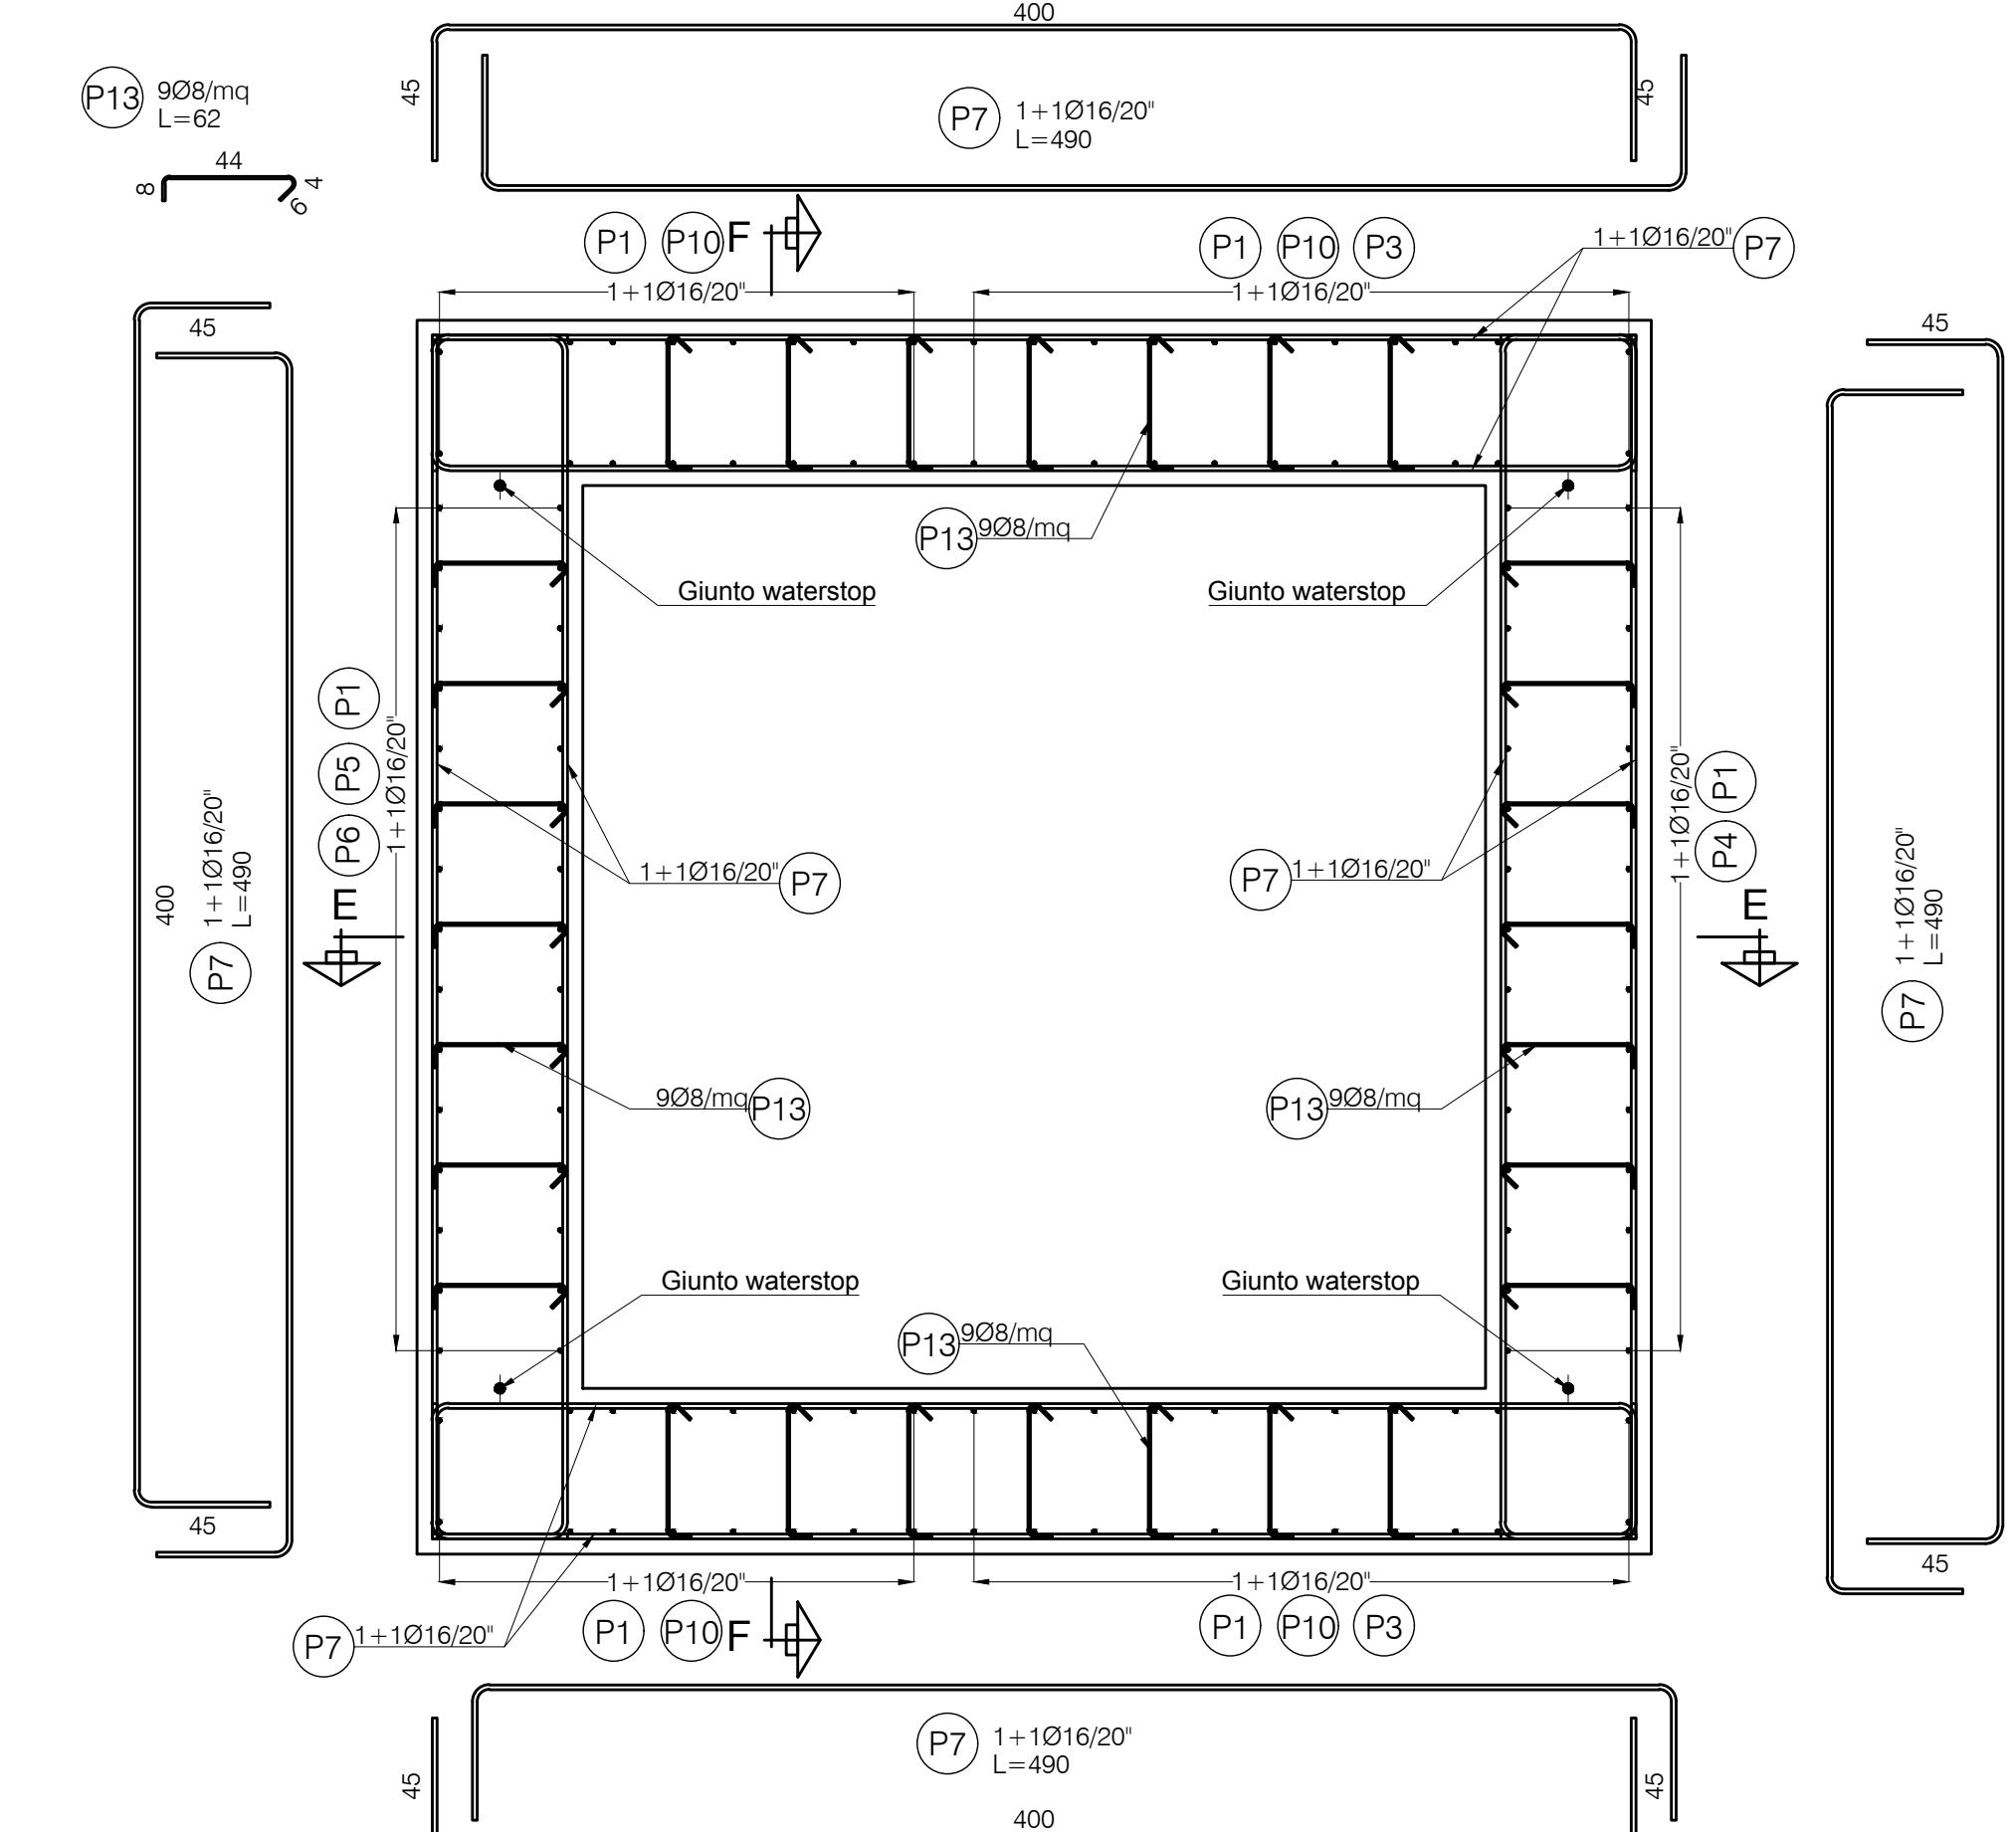 400
45
45
P13
9Ø8/mq
L=62
44
8
4
6
P7
1+1Ø16/20"
L=490
P1 P10 F
P1 P10 P3
1+1Ø16/20" P7
1+1Ø16/20"
1+1Ø16/20"
45
45
P13 9Ø8/mq
Giunto waterstop
Giunto waterstop
P6 P5 P1
1+1Ø16/20"
1+1Ø16/20"
P4 P1
400
P7 1+1Ø16/20"
L=490
1+1Ø16/20" P7
P7 1+1Ø16/20"
P7 1+1Ø16/20"
L=490
E
E
9Ø8/mq P13
P13 9Ø8/mq
Giunto waterstop
Giunto waterstop
P13 9Ø8/mq
45
45
1+1Ø16/20"
1+1Ø16/20"
P7 1+1Ø16/20"
P1 P10 F
P1 P10 P3
P7
1+1Ø16/20"
L=490
45
45
400